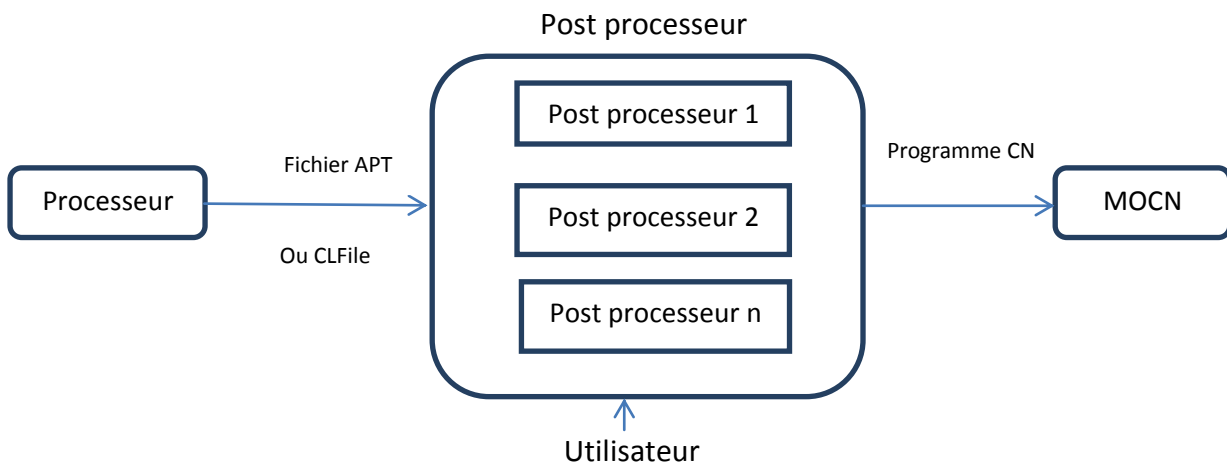 Post processeur
Post processeur 1
Fichier APT
Programme CN
Processeur
Post processeur 2
MOCN
Ou CLFile
Post processeur n
Utilisateur